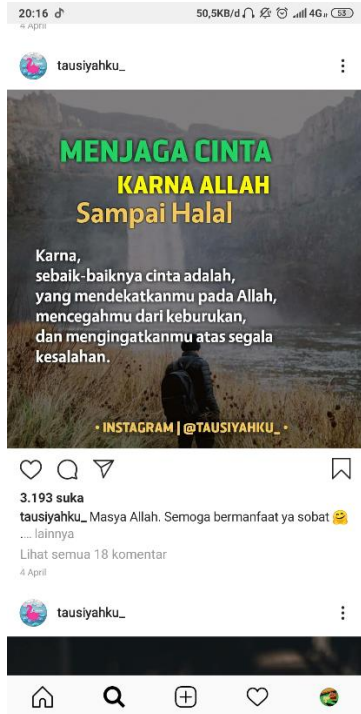 20:16 50,5KB/d 4G 53
4 April
tausiyahku_
MENJAGA CINTA
KARNA ALLAH
Sampai Halal
Karna,
sebaik-baiknya cinta adalah,
yang mendekatkanmu pada Allah,
mencegahmu dari keburukan,
dan mengingatkanmu atas segala
kesalahan.
• INSTAGRAM | @TAUSIYAHKU_ •
3.193 suka
tausiyahku_ Masya Allah. Semoga bermanfaat ya sobat 🤗
.... lainnya
Lihat semua 18 komentar
4 April
tausiyahku_